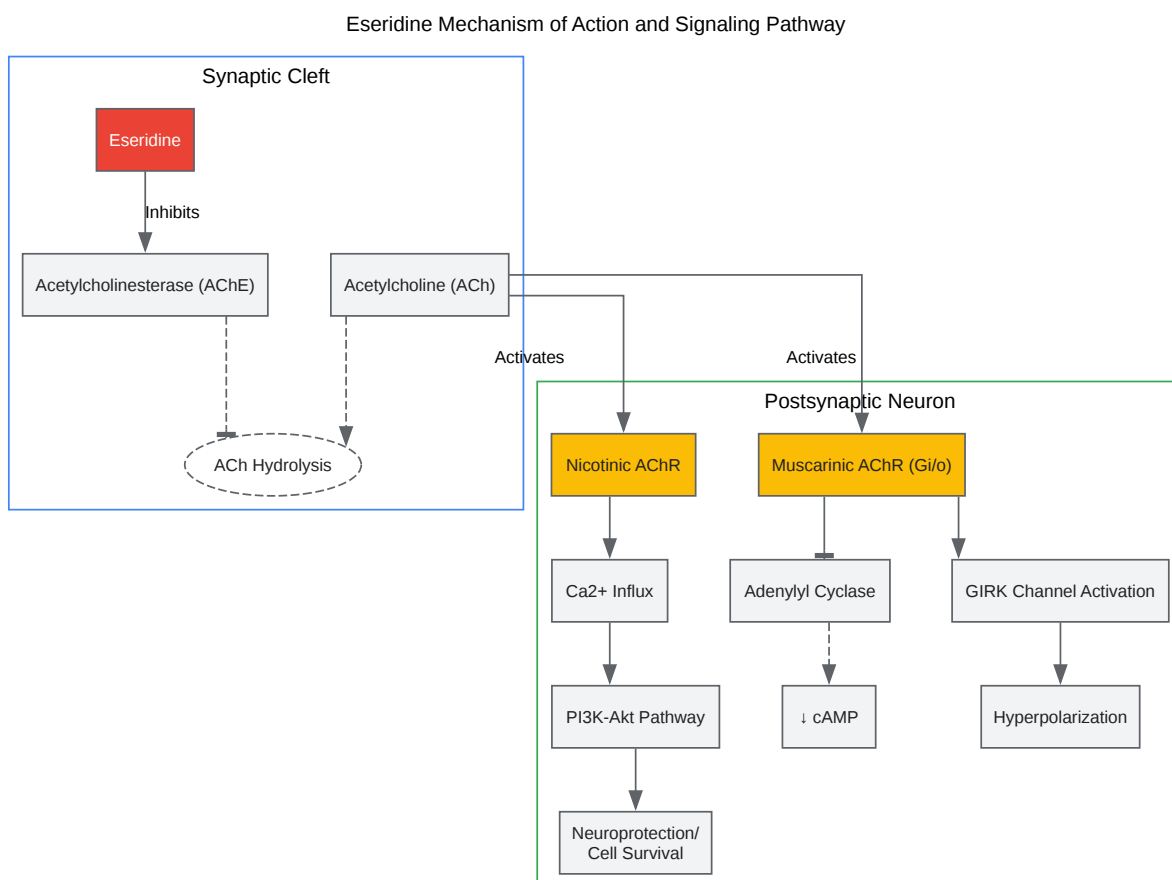 Eseridine Mechanism of Action and Signaling Pathway
Synaptic Cleft
Eseridine
Inhibits
Acetylcholinesterase (AChE)
Acetylcholine (ACh)
Activates
Activates
Postsynaptic Neuron
ACh Hydrolysis
Nicotinic AChR
Muscarinic AChR (Gi/o)
Ca2+ Influx
Adenylyl Cyclase
GIRK Channel Activation
PI3K-Akt Pathway
↓ cAMP
Hyperpolarization
Neuroprotection/
Cell Survival